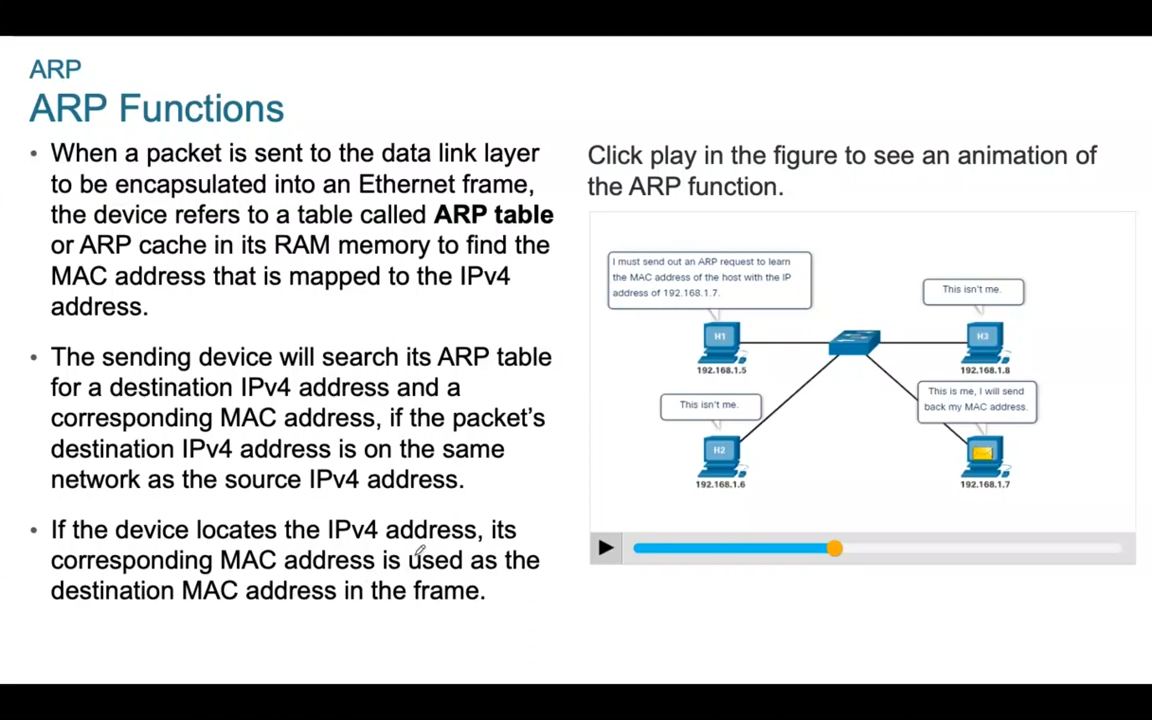 ARP
ARP Functions
• When a packet is sent to the data link layer
to be encapsulated into an Ethernet frame,
the device refers to a table called ARP table
or ARP cache in its RAM memory to find the
MAC address that is mapped to the IPv4
address.
• The sending device will search its ARP table
for a destination IPv4 address and a
corresponding MAC address, if the packet’s
destination IPv4 address is on the same
network as the source IPv4 address.
• If the device locates the IPv4 address, its
corresponding MAC address is used as the
destination MAC address in the frame.
Click play in the figure to see an animation of
the ARP function.
I must send out an ARP request to learn
the MAC address of the host with the IP
address of 192.168.1.7.
This isn't me.
H1
H3
192.168.1.5
192.168.1.8
This isn't me.
This is me, I will send
back my MAC address.
H2
192.168.1.6
192.168.1.7